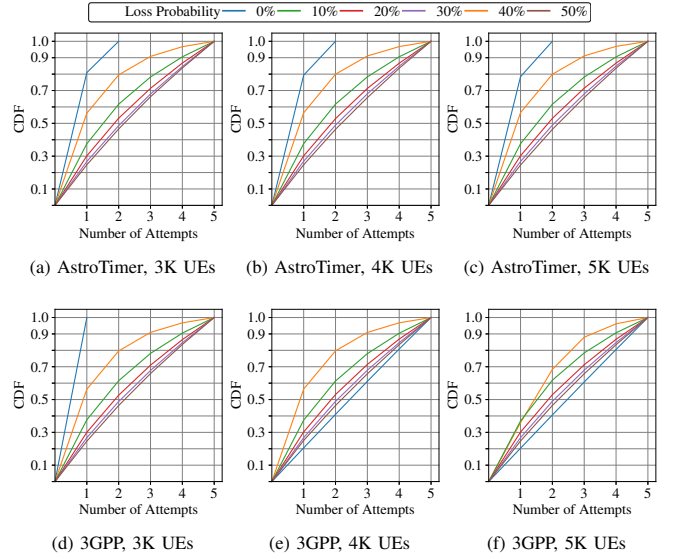 Loss Probability 0% 10% 20% 30% 40% 50%
1.0 1.0 1.0
0.9 0.9 0.9
0.7 0.7 0.7
CDF CDF CDF
0.5 0.5 0.5
0.3 0.3 0.3
0.1 0.1 0.1
1 2 3 4 5 1 2 3 4 5 1 2 3 4 5
Number of Attempts Number of Attempts Number of Attempts
(a) AstroTimer, 3K UEs (b) AstroTimer, 4K UEs (c) AstroTimer, 5K UEs
1.0 1.0 1.0
0.9 0.9 0.9
0.7 0.7 0.7
CDF CDF CDF
0.5 0.5 0.5
0.3 0.3 0.3
0.1 0.1 0.1
1 2 3 4 5 1 2 3 4 5 1 2 3 4 5
Number of Attempts Number of Attempts Number of Attempts
(d) 3GPP, 3K UEs (e) 3GPP, 4K UEs (f) 3GPP, 5K UEs